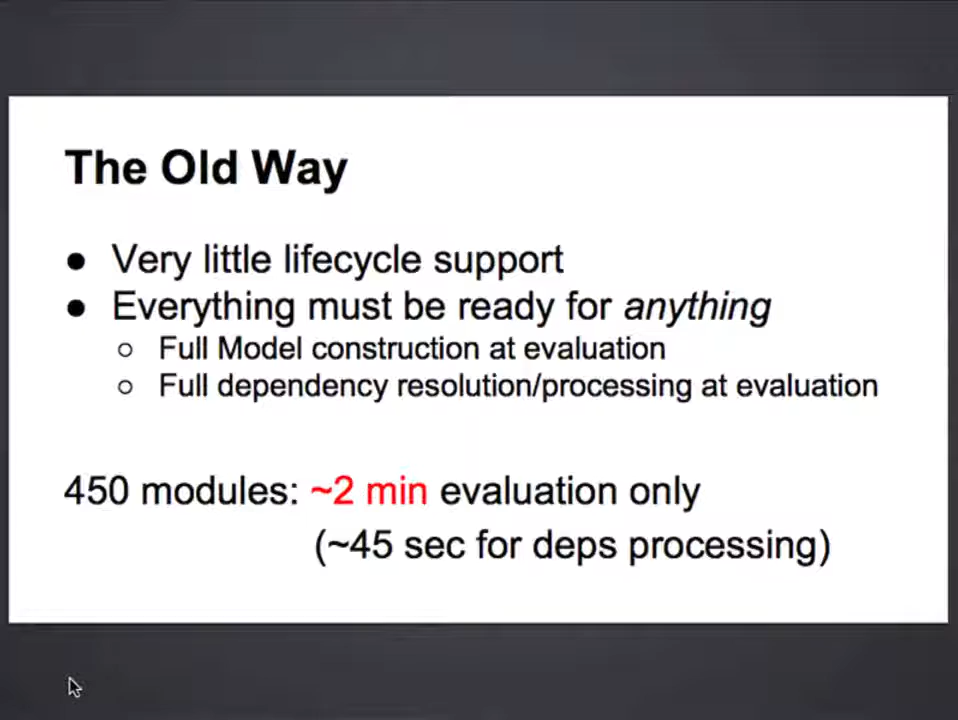 The Old Way
● Very little lifecycle support
● Everything must be ready for anything
○ Full Model construction at evaluation
○ Full dependency resolution/processing at evaluation
450 modules: ~2 min evaluation only
(~45 sec for deps processing)